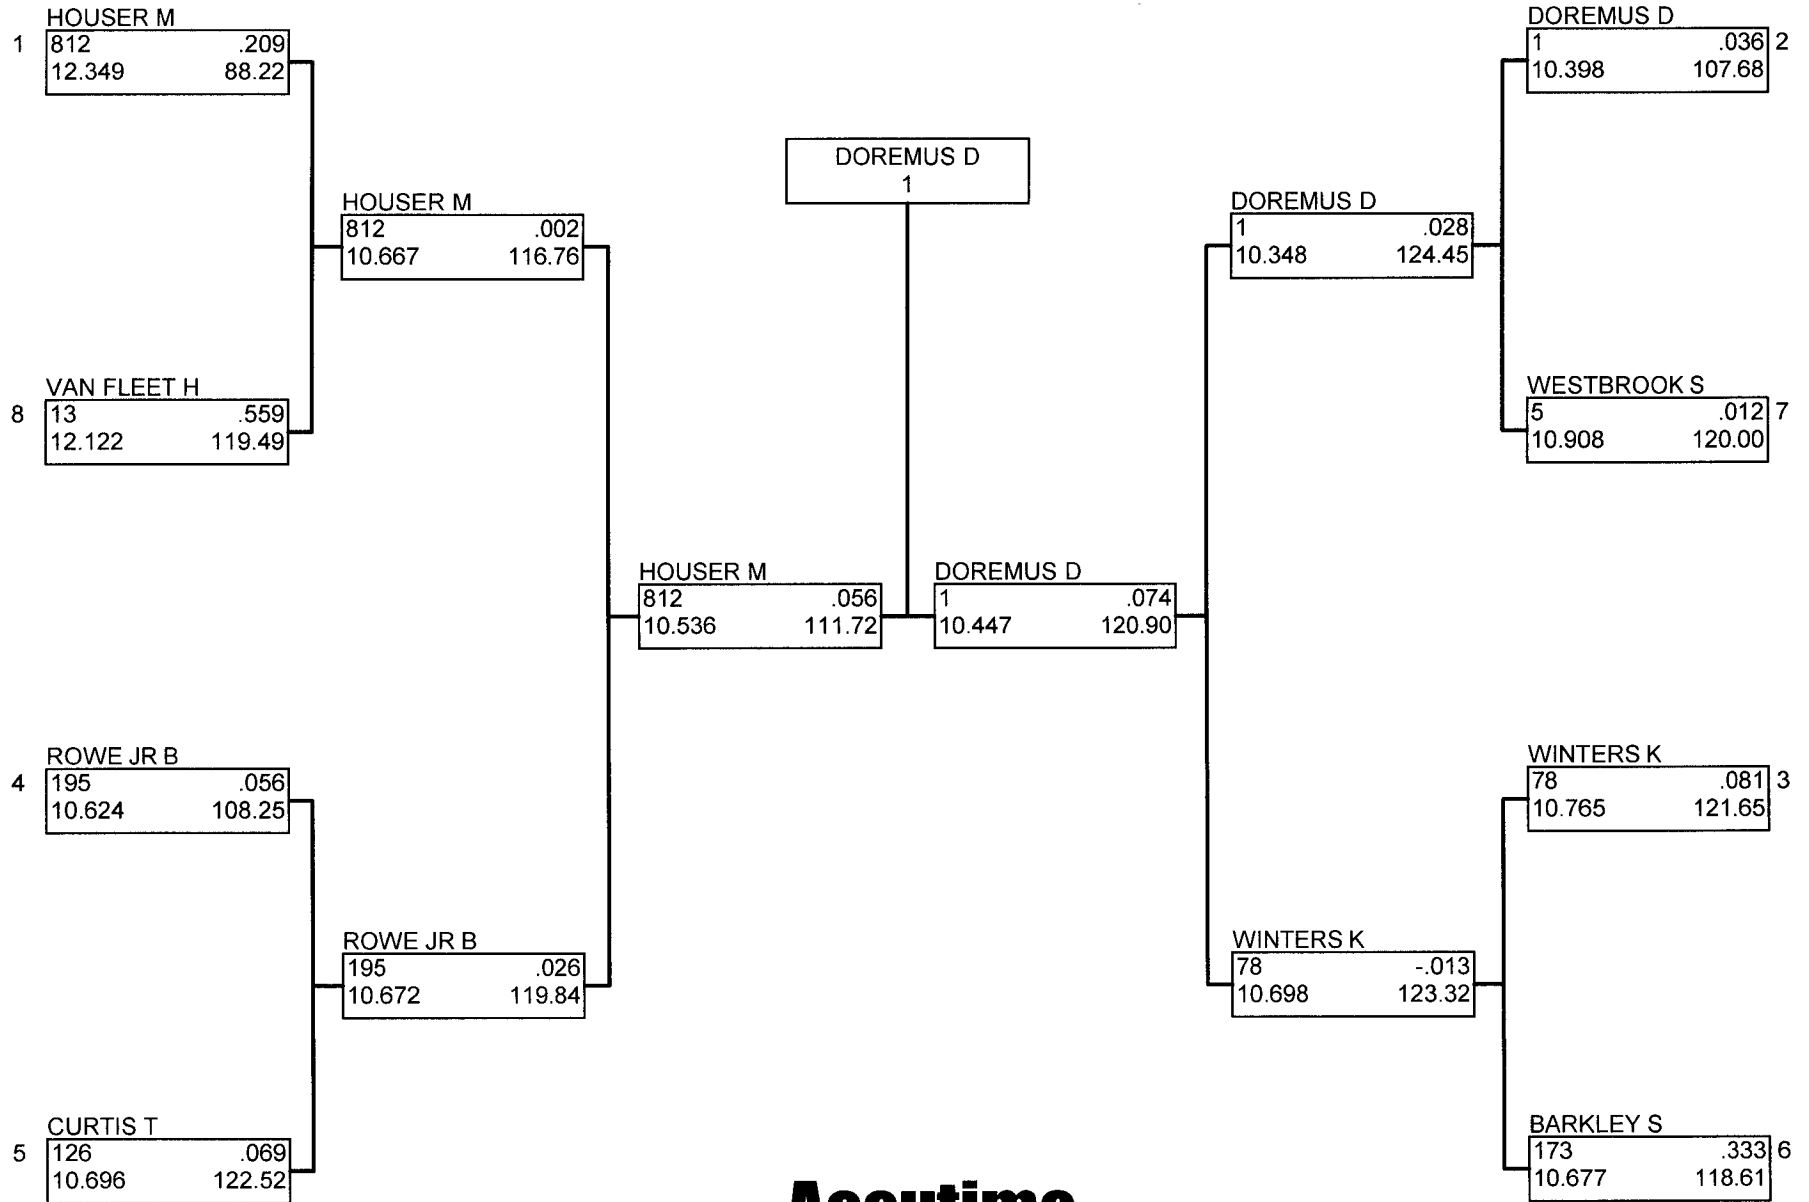 HOUSER M
1 812 .209
12.349 88.22
VAN FLEET H
8 13 .559
12.122 119.49
ROWE JR B
4 195 .056
10.624 108.25
CURTIS T
5 126 .069
10.696 122.52
HOUSER M
812 .002
10.667 116.76
ROWE JR B
195 .026
10.672 119.84
HOUSER M
812 .056
10.536 111.72
DOREMUS D
1
DOREMUS D
1 .074
10.447 120.90
DOREMUS D
1 .028
10.348 124.45
WINTERS K
78 -.013
10.698 123.32
DOREMUS D
1 .036 2
10.398 107.68
WESTBROOK S
5 .012 7
10.908 120.00
WINTERS K
78 .081 3
10.765 121.65
BARKLEY S
173 .333 6
10.677 118.61
Accutime